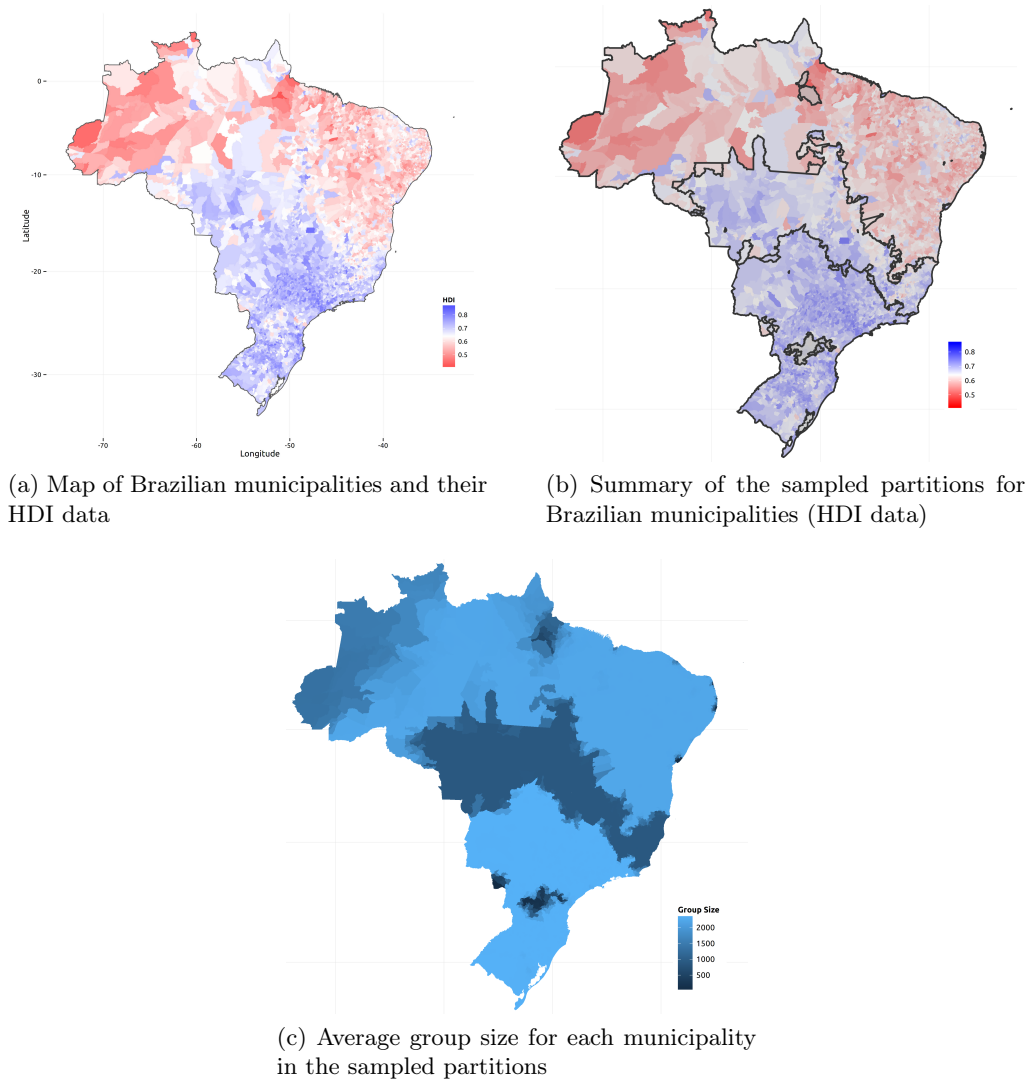 0
-10
-20
-30
Latitude
-70
-60
-50
-40
Longitude
HDI
0.8
0.7
0.6
0.5
0.8
0.7
0.6
0.5
(a) Map of Brazilian municipalities and their
HDI data
(b) Summary of the sampled partitions for
Brazilian municipalities (HDI data)
Group Size
2000
1500
1000
500
(c) Average group size for each municipality
in the sampled partitions